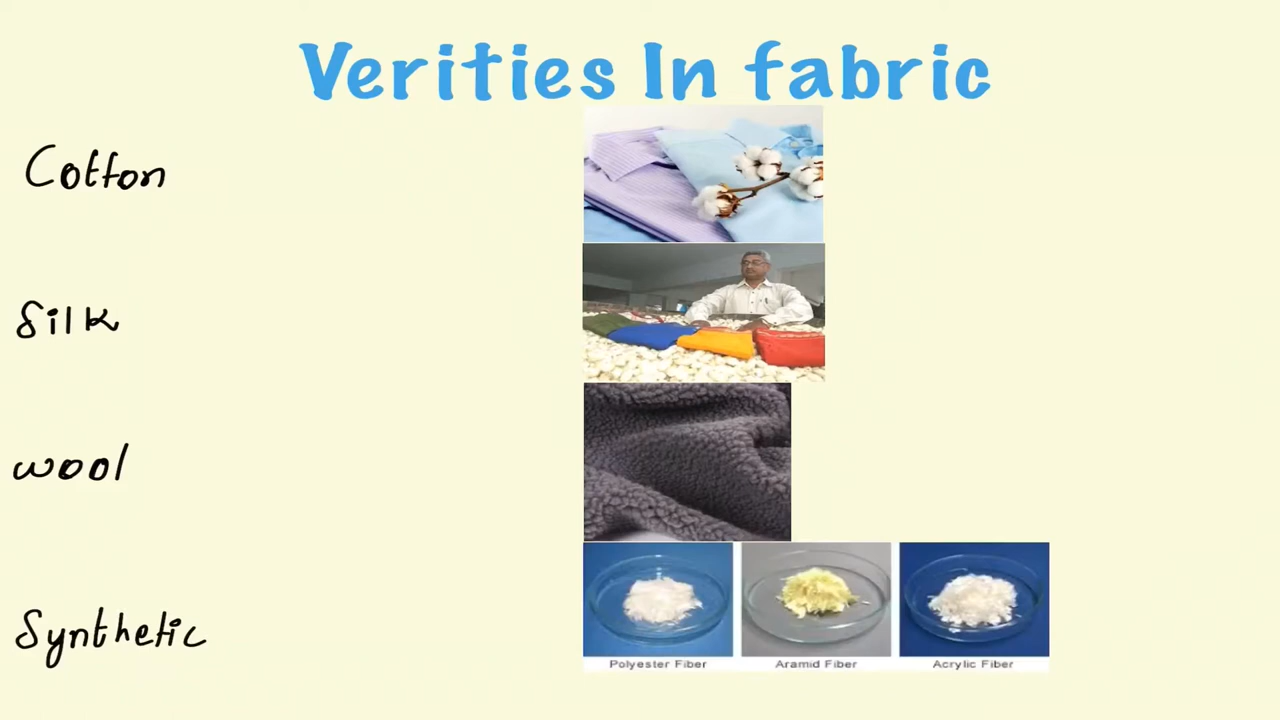 Verities In fabric
Cotton
Silk
wool
Synthetic
Polyester Fiber Aramid Fiber Acrylic Fiber